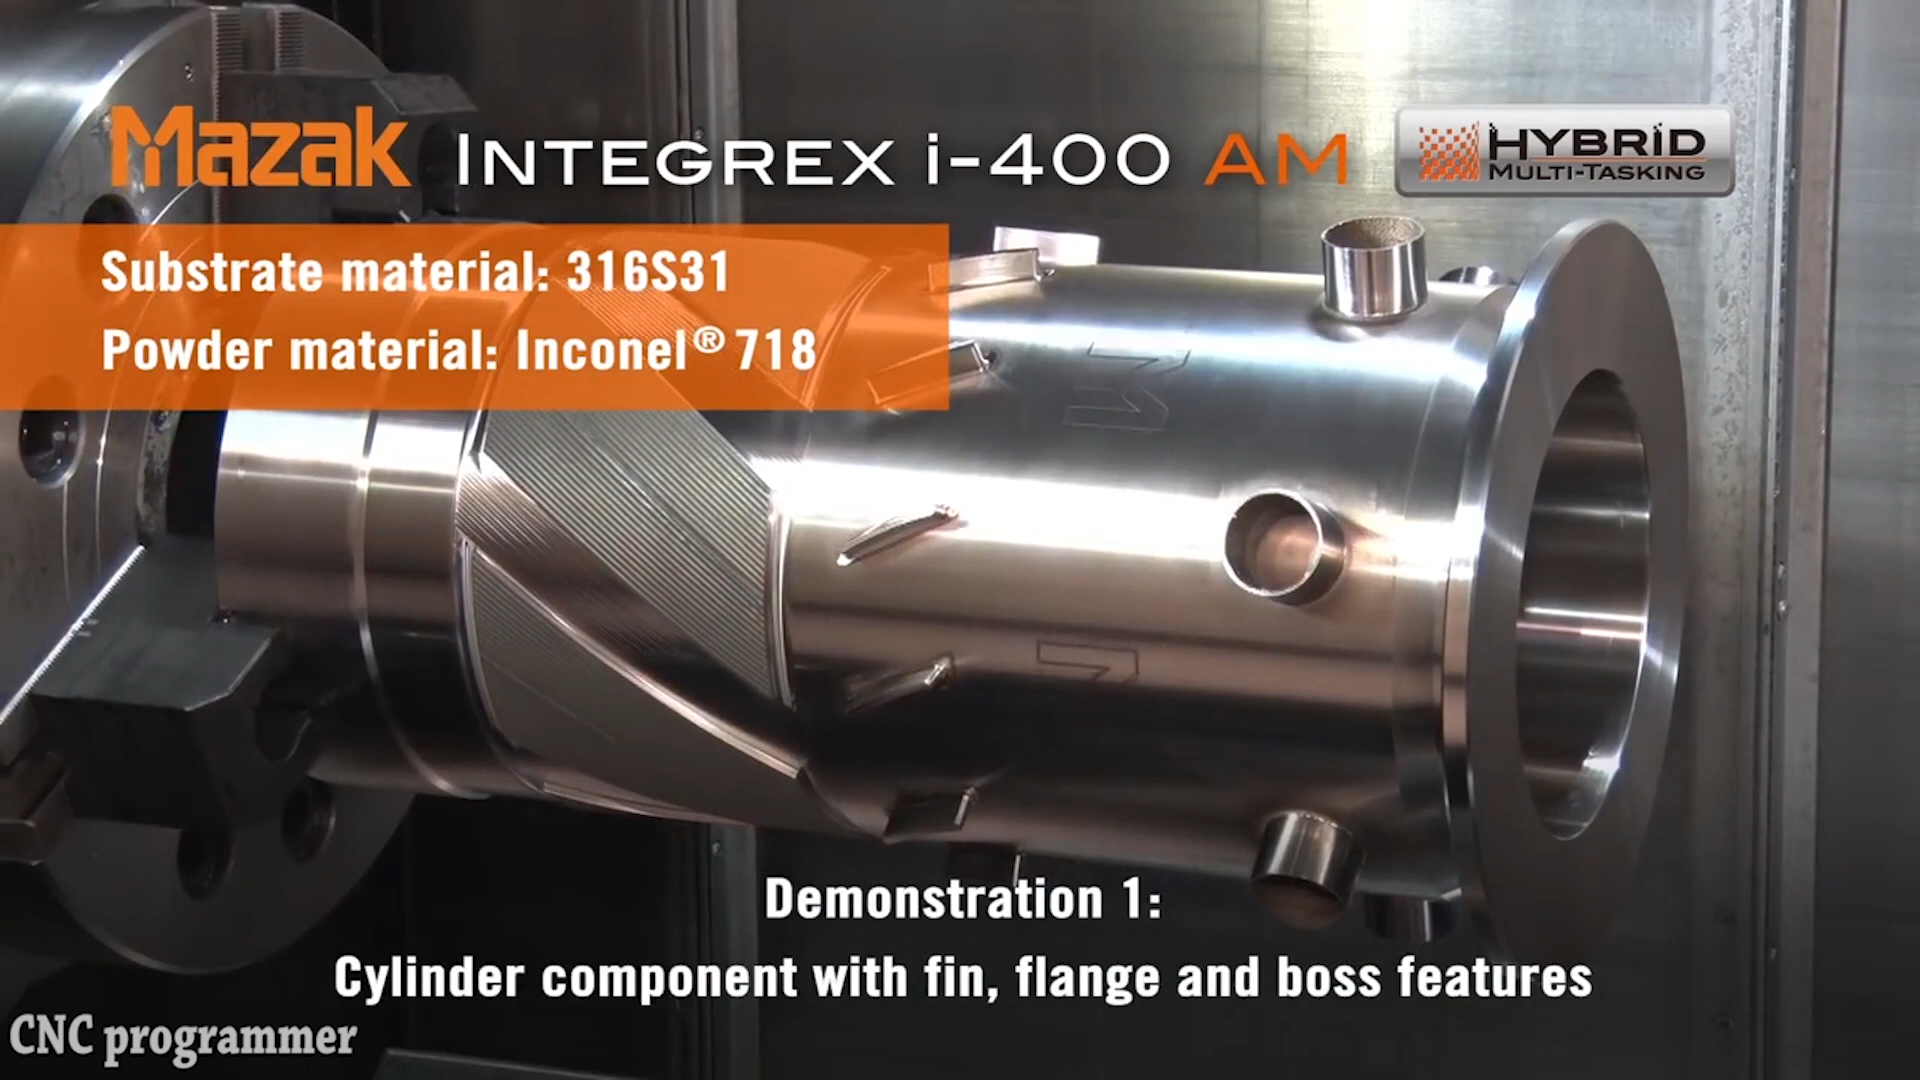 Mazak INTEGREX i-400 AM
HYBRID
MULTI-TASKING
Substrate material: 316S31
Powder material: Inconel® 718
Demonstration 1:
Cylinder component with fin, flange and boss features
CNC programmer